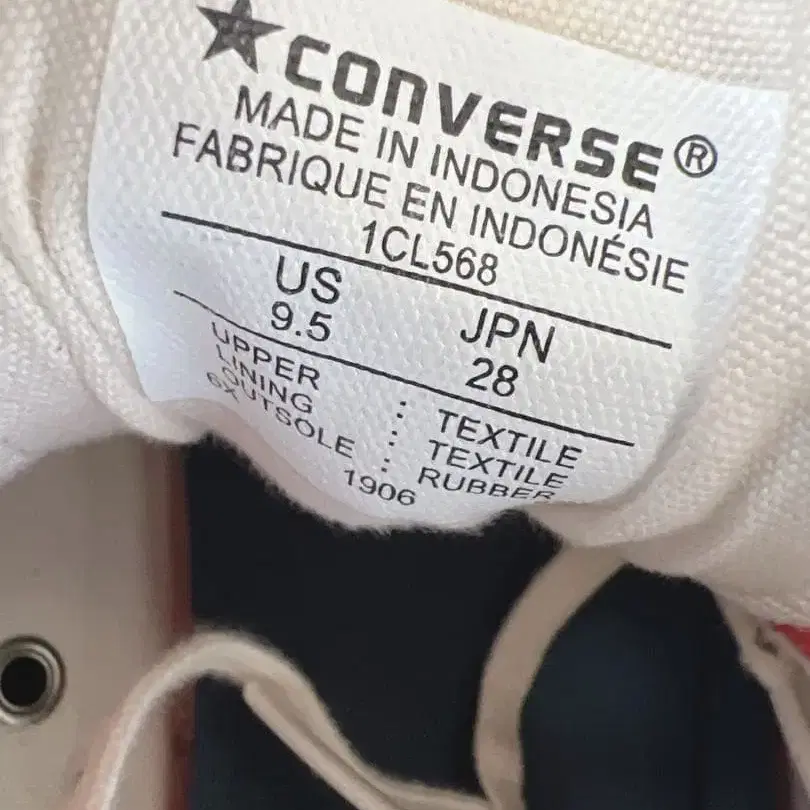 ★CONVERSE®
MADE IN INDONESIA
FABRIQUE EN INDONÉSIE
1CL568
US JPN
9.5 28
UPPER : TEXTILE
LINING : TEXTILE
OUTSOLE : RUBBER
6X 1906